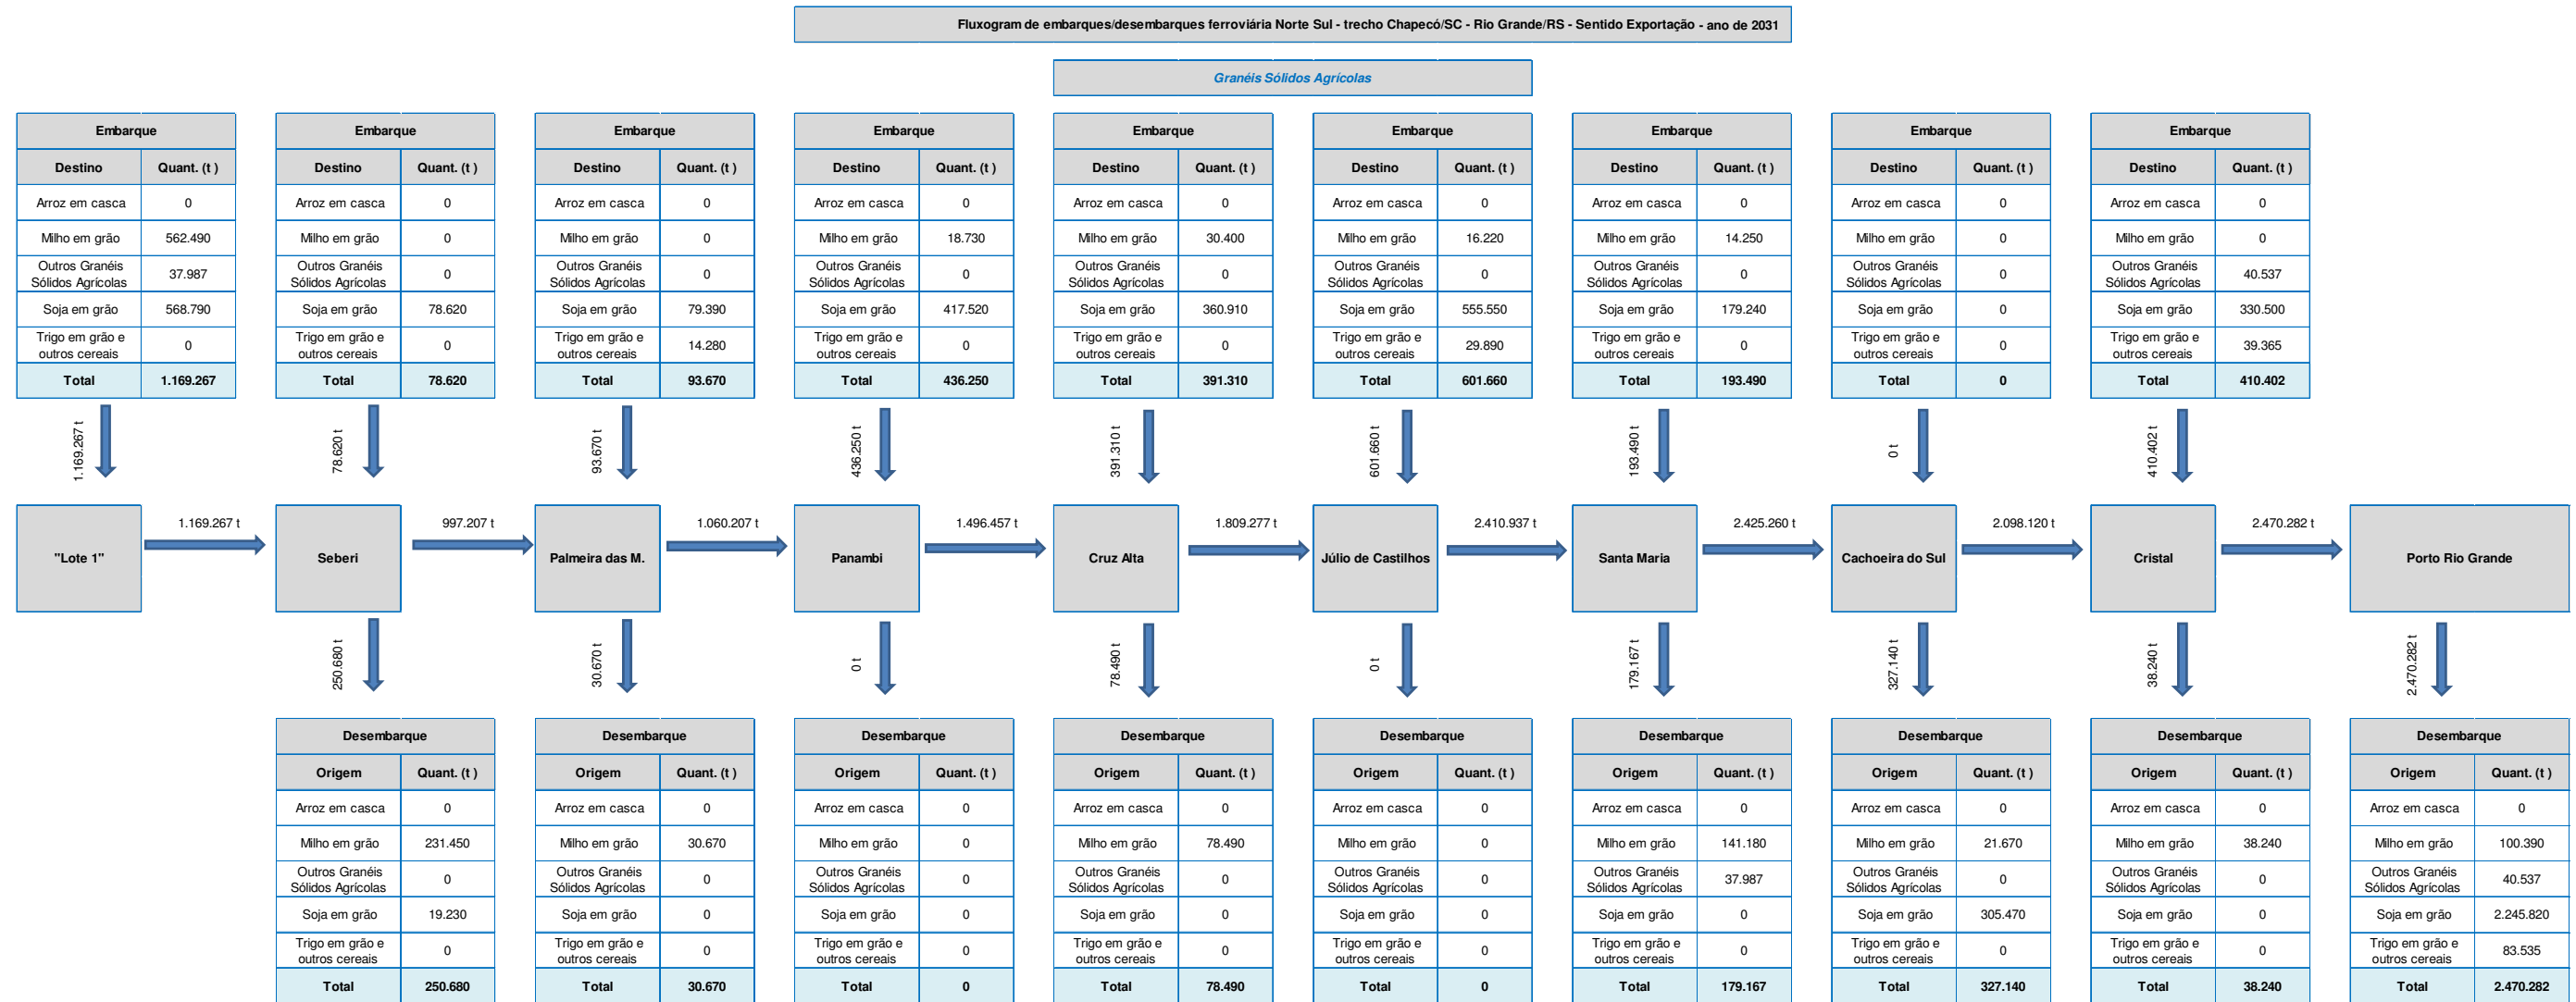 Fluxogram de embarques/desembarques ferroviária Norte Sul - trecho Chapecó/SC - Rio Grande/RS - Sentido Exportação - ano de 2031
Granéis Sólidos Agrícolas
Embarque Embarque Embarque Embarque Embarque Embarque Embarque Embarque Embarque
Destino Quant. (t ) Destino Quant. (t ) Destino Quant. (t ) Destino Quant. (t ) Destino Quant. (t ) Destino Quant. (t ) Destino Quant. (t ) Destino Quant. (t ) Destino Quant. (t )
Arroz em casca 0 Arroz em casca 0 Arroz em casca 0 Arroz em casca 0 Arroz em casca 0 Arroz em casca 0 Arroz em casca 0 Arroz em casca 0 Arroz em casca 0
Milho em grão 562.490 Milho em grão 0 Milho em grão 0 Milho em grão 18.730 Milho em grão 30.400 Milho em grão 16.220 Milho em grão 14.250 Milho em grão 0 Milho em grão 0
Outros Granéis Sólidos Agrícolas 37.987 Outros Granéis Sólidos Agrícolas 0 Outros Granéis Sólidos Agrícolas 0 Outros Granéis Sólidos Agrícolas 0 Outros Granéis Sólidos Agrícolas 0 Outros Granéis Sólidos Agrícolas 0 Outros Granéis Sólidos Agrícolas 0 Outros Granéis Sólidos Agrícolas 0 Outros Granéis Sólidos Agrícolas 40.537
Soja em grão 568.790 Soja em grão 78.620 Soja em grão 79.390 Soja em grão 417.520 Soja em grão 360.910 Soja em grão 555.550 Soja em grão 179.240 Soja em grão 0 Soja em grão 330.500
Trigo em grão e outros cereais 0 Trigo em grão e outros cereais 0 Trigo em grão e outros cereais 14.280 Trigo em grão e outros cereais 0 Trigo em grão e outros cereais 0 Trigo em grão e outros cereais 29.890 Trigo em grão e outros cereais 0 Trigo em grão e outros cereais 0 Trigo em grão e outros cereais 39.365
Total 1.169.267 Total 78.620 Total 93.670 Total 436.250 Total 391.310 Total 601.660 Total 193.490 Total 0 Total 410.402
1.169.267 t 78.620 t 93.670 t 436.250 t 391.310 t 601.660 t 193.490 t 0 t 410.402 t
1.169.267 t 997.207 t 1.060.207 t 1.496.457 t 1.809.277 t 2.410.937 t 2.425.260 t 2.098.120 t 2.470.282 t
"Lote 1" Seberi Palmeira das M. Panambi Cruz Alta Júlio de Castilhos Santa Maria Cachoeira do Sul Cristal Porto Rio Grande
250.680 t 30.670 t 0 t 78.490 t 0 t 179.167 t 327.140 t 38.240 t 2.470.282 t
Desembarque Desembarque Desembarque Desembarque Desembarque Desembarque Desembarque Desembarque Desembarque
Origem Quant. (t ) Origem Quant. (t ) Origem Quant. (t ) Origem Quant. (t ) Origem Quant. (t ) Origem Quant. (t ) Origem Quant. (t ) Origem Quant. (t ) Origem Quant. (t )
Arroz em casca 0 Arroz em casca 0 Arroz em casca 0 Arroz em casca 0 Arroz em casca 0 Arroz em casca 0 Arroz em casca 0 Arroz em casca 0 Arroz em casca 0
Milho em grão 231.450 Milho em grão 30.670 Milho em grão 0 Milho em grão 78.490 Milho em grão 0 Milho em grão 141.180 Milho em grão 21.670 Milho em grão 38.240 Milho em grão 100.390
Outros Granéis Sólidos Agrícolas 0 Outros Granéis Sólidos Agrícolas 0 Outros Granéis Sólidos Agrícolas 0 Outros Granéis Sólidos Agrícolas 0 Outros Granéis Sólidos Agrícolas 0 Outros Granéis Sólidos Agrícolas 37.987 Outros Granéis Sólidos Agrícolas 0 Outros Granéis Sólidos Agrícolas 0 Outros Granéis Sólidos Agrícolas 40.537
Soja em grão 19.230 Soja em grão 0 Soja em grão 0 Soja em grão 0 Soja em grão 0 Soja em grão 0 Soja em grão 305.470 Soja em grão 0 Soja em grão 2.245.820
Trigo em grão e outros cereais 0 Trigo em grão e outros cereais 0 Trigo em grão e outros cereais 0 Trigo em grão e outros cereais 0 Trigo em grão e outros cereais 0 Trigo em grão e outros cereais 0 Trigo em grão e outros cereais 0 Trigo em grão e outros cereais 0 Trigo em grão e outros cereais 83.535
Total 250.680 Total 30.670 Total 0 Total 78.490 Total 0 Total 179.167 Total 327.140 Total 38.240 Total 2.470.282